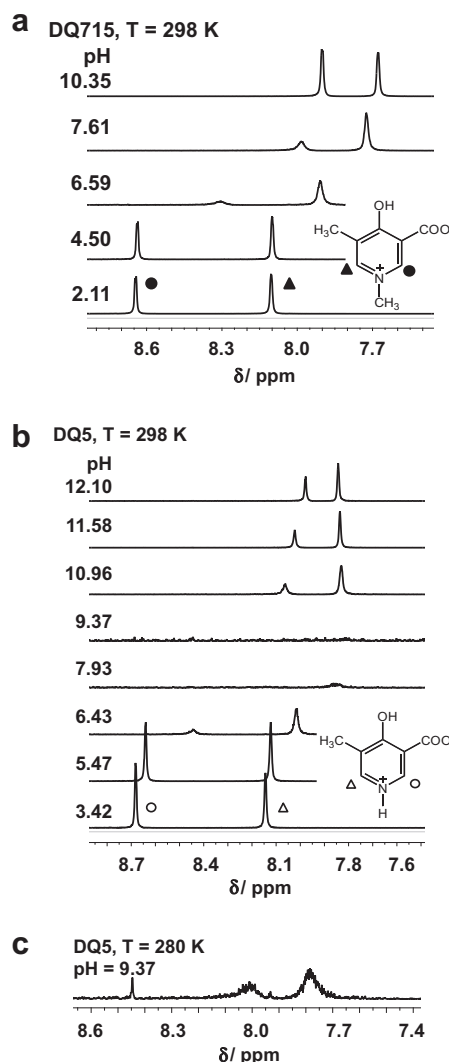 a DQ715, T = 298 K
pH
10.35
7.61
6.59
OH
H₃C COO
4.50
N
+
CH₃
2.11
8.6 8.3 8.0 7.7
δ/ ppm
b DQ5, T = 298 K
pH
12.10
11.58
10.96
9.37
7.93
OH
6.43
H₃C COO
5.47
+
N
H
3.42
8.7 8.4 8.1 7.8 7.6
δ/ ppm
c DQ5, T = 280 K
pH = 9.37
8.6 8.3 8.0 7.7 7.4
δ/ ppm